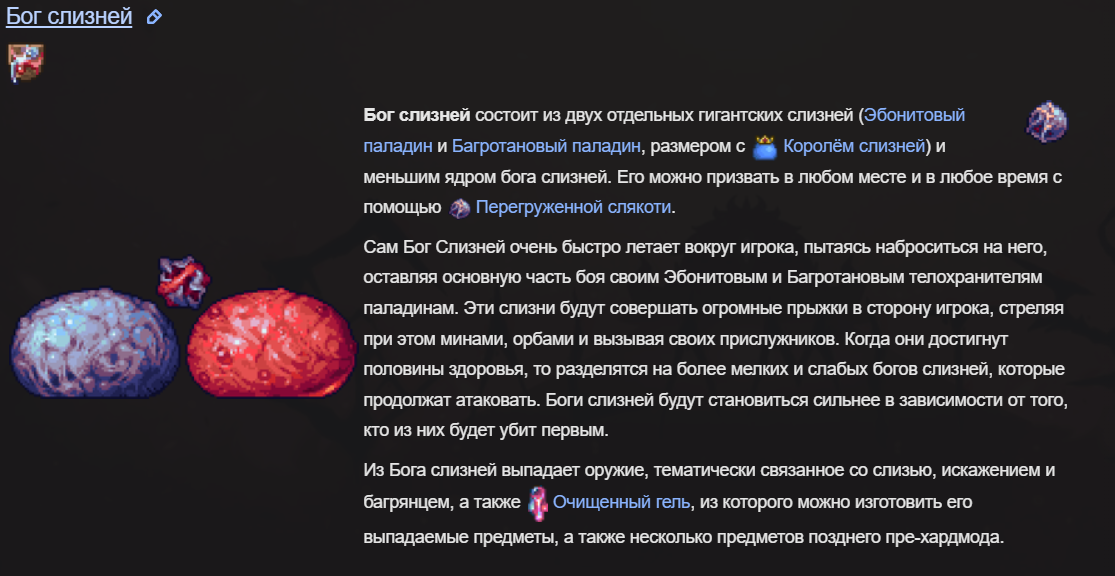 Бог слизней
Бог слизней состоит из двух отдельных гигантских слизней (Эбонитовый
паладин и Багротановый паладин, размером с Королём слизней) и
меньшим ядром бога слизней. Его можно призвать в любом месте и в любое время с
помощью Перегруженной слякоти.
Сам Бог Слизней очень быстро летает вокруг игрока, пытаясь наброситься на него,
оставляя основную часть боя своим Эбонитовым и Багротановым телохранителям
паладинам. Эти слизни будут совершать огромные прыжки в сторону игрока, стреляя
при этом минами, орбами и вызывая своих прислужников. Когда они достигнут
половины здоровья, то разделятся на более мелких и слабых богов слизней, которые
продолжат атаковать. Боги слизней будут становиться сильнее в зависимости от того,
кто из них будет убит первым.
Из Бога слизней выпадает оружие, тематически связанное со слизью, искажением и
багрянцем, а также Очищенный гель, из которого можно изготовить его
выпадаемые предметы, а также несколько предметов позднего пре-хардмода.